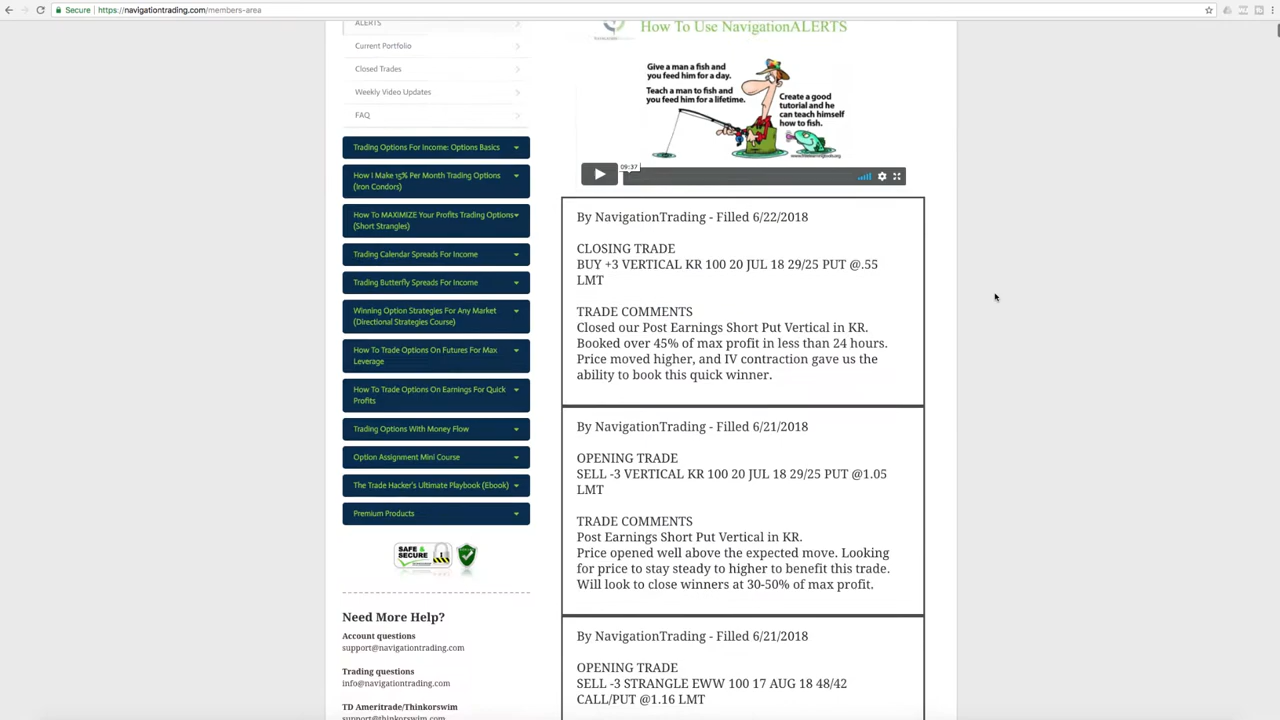 Secure | https://navigationtrading.com/members-area
ALERTS
Current Portfolio
Closed Trades
Weekly Video Updates
FAQ
Trading Options For Income: Options Basics
How I Make 15% Per Month Trading Options
(Iron Condors)
How To MAXIMIZE Your Profits Trading Options
(Short Strangles)
Trading Calendar Spreads For Income
Trading Butterfly Spreads For Income
Winning Option Strategies For Any Market
(Directional Strategies Course)
How To Trade Options On Futures For Max
Leverage
How To Trade Options On Earnings For Quick
Profits
Trading Options With Money Flow
Option Assignment Mini Course
The Trade Hacker's Ultimate Playbook (Ebook)
Premium Products
SAFE &
SECURE
Need More Help?
Account questions
support@navigationtrading.com
Trading questions
info@navigationtrading.com
TD Ameritrade/Thinkorswim
support@thinkorswim.com
How To Use NavigationALERTS
Give a man a fish and
you feed him for a day.
Teach a man to fish and
you feed him for a lifetime.
Create a good
tutorial and he
can teach himself
how to fish.
09:37
By NavigationTrading - Filled 6/22/2018
CLOSING TRADE
BUY +3 VERTICAL KR 100 20 JUL 18 29/25 PUT @.55
LMT
TRADE COMMENTS
Closed our Post Earnings Short Put Vertical in KR.
Booked over 45% of max profit in less than 24 hours.
Price moved higher, and IV contraction gave us the
ability to book this quick winner.
By NavigationTrading - Filled 6/21/2018
OPENING TRADE
SELL -3 VERTICAL KR 100 20 JUL 18 29/25 PUT @1.05
LMT
TRADE COMMENTS
Post Earnings Short Put Vertical in KR.
Price opened well above the expected move. Looking
for price to stay steady to higher to benefit this trade.
Will look to close winners at 30-50% of max profit.
By NavigationTrading - Filled 6/21/2018
OPENING TRADE
SELL -3 STRANGLE EWW 100 17 AUG 18 48/42
CALL/PUT @1.16 LMT